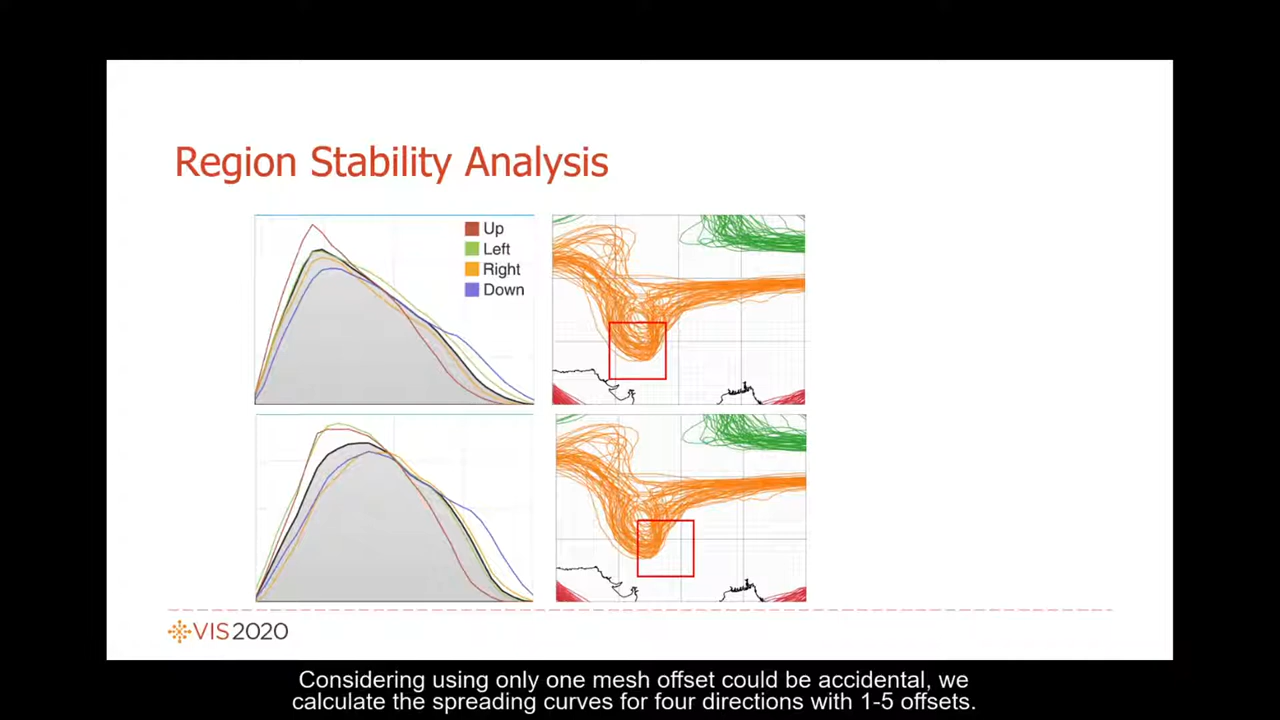 Region Stability Analysis
Up
Left
Right
Down
VIS2020
Considering using only one mesh offset could be accidental, we
calculate the spreading curves for four directions with 1-5 offsets.